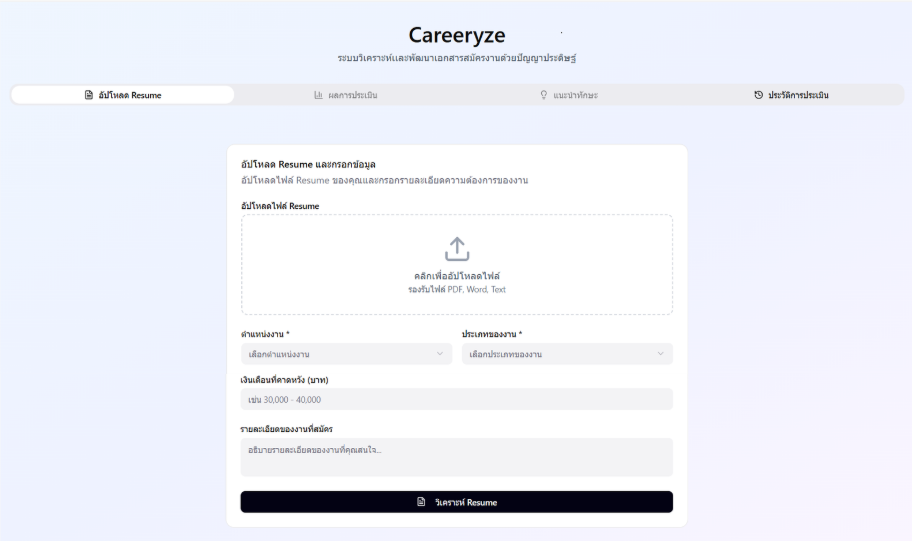 Careeryze
ระบบวิเคราะห์และพัฒนาเอกสารสมัครงานด้วยปัญญาประดิษฐ์
อัปโหลด Resume
ผลการประเมิน
แนะนำทักษะ
ประวัติการประเมิน
อัปโหลด Resume และกรอกข้อมูล
อัปโหลดไฟล์ Resume ของคุณและกรอกรายละเอียดความต้องการของงาน
อัปโหลดไฟล์ Resume
คลิกเพื่ออัปโหลดไฟล์
รองรับไฟล์ PDF, Word, Text
ตำแหน่งงาน *
ประเภทของงาน *
เลือกตำแหน่งงาน
เลือกประเภทของงาน
เงินเดือนที่คาดหวัง (บาท)
เช่น 30,000 - 40,000
รายละเอียดของงานที่สมัคร
อธิบายรายละเอียดของงานที่คุณสนใจ...
วิเคราะห์ Resume